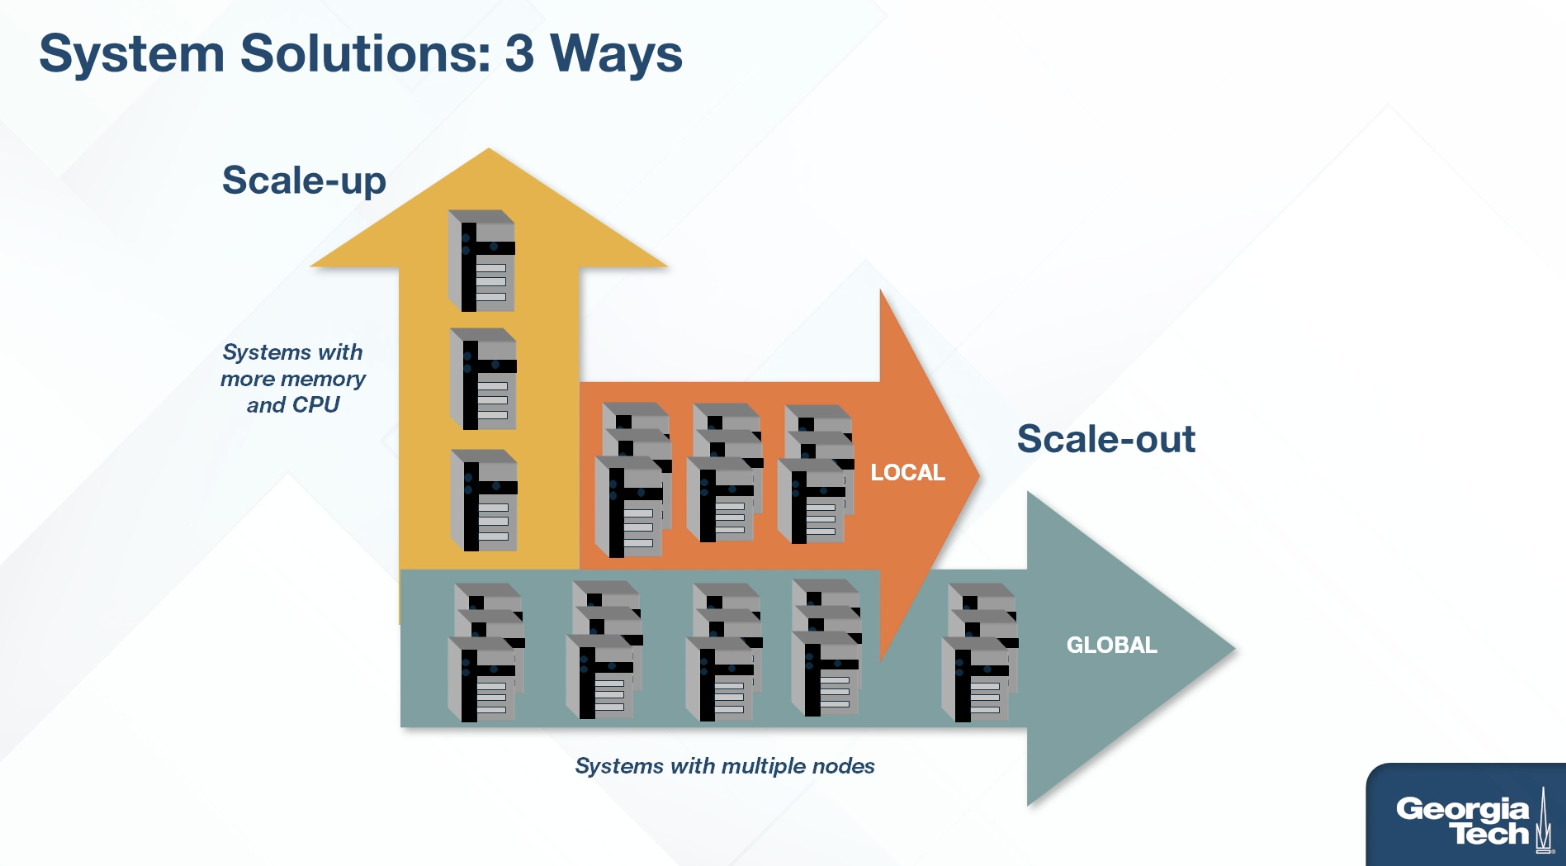 System Solutions: 3 Ways
Scale-up
Systems with
more memory
and CPU
LOCAL
Scale-out
GLOBAL
Systems with multiple nodes
Georgia
Tech